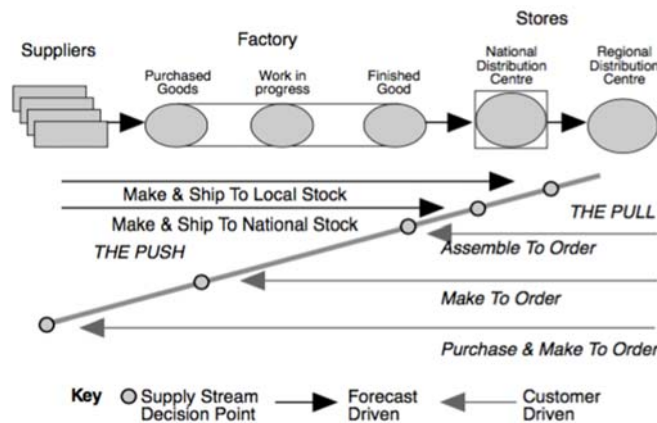 Stores
Suppliers
Factory
Purchased
Goods
Work in
progress
Finished
Good
National
Distribution
Centre
Regional
Distribution
Centre
Make & Ship To Local Stock
Make & Ship To National Stock
THE PULL
THE PUSH
Assemble To Order
Make To Order
Purchase & Make To Order
Key
Supply Stream
Decision Point
Forecast
Driven
Customer
Driven